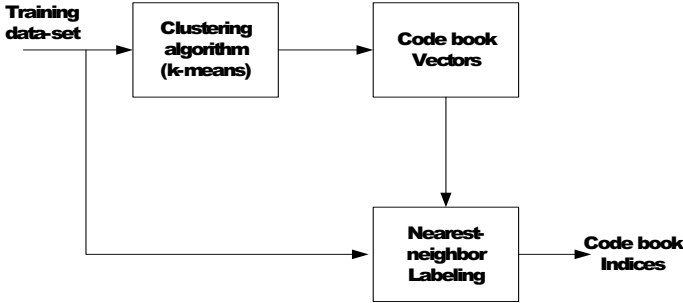 Training
data-set
Clustering
algorithm
(k-means)
Code book
Vectors
Nearest-
neighbor
Labeling
Code book
Indices